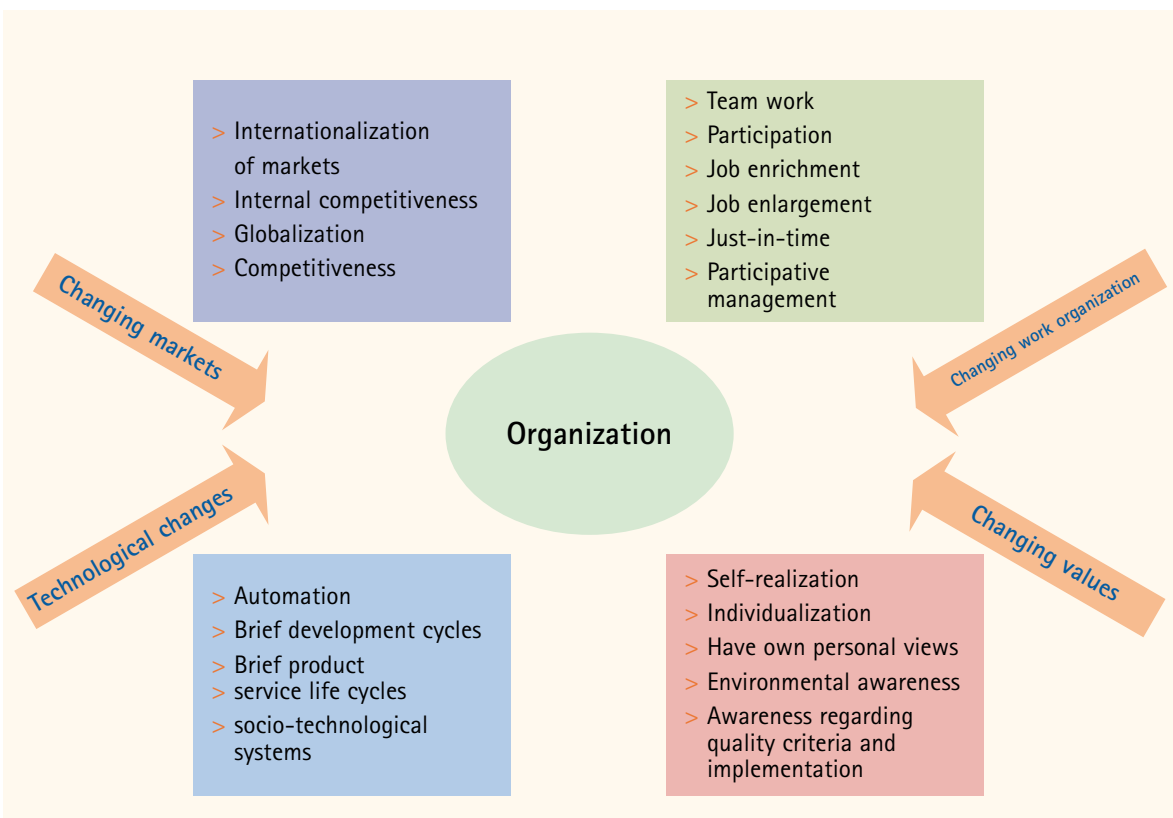 > Internationalization
of markets
> Internal competitiveness
> Globalization
> Competitiveness
> Team work
> Participation
> Job enrichment
> Job enlargement
> Just-in-time
> Participative
management
Changing markets
Changing work organization
Organization
Technological changes
Changing values
> Automation
> Brief development cycles
> Brief product
> service life cycles
> socio-technological
systems
> Self-realization
> Individualization
> Have own personal views
> Environmental awareness
> Awareness regarding
quality criteria and
implementation